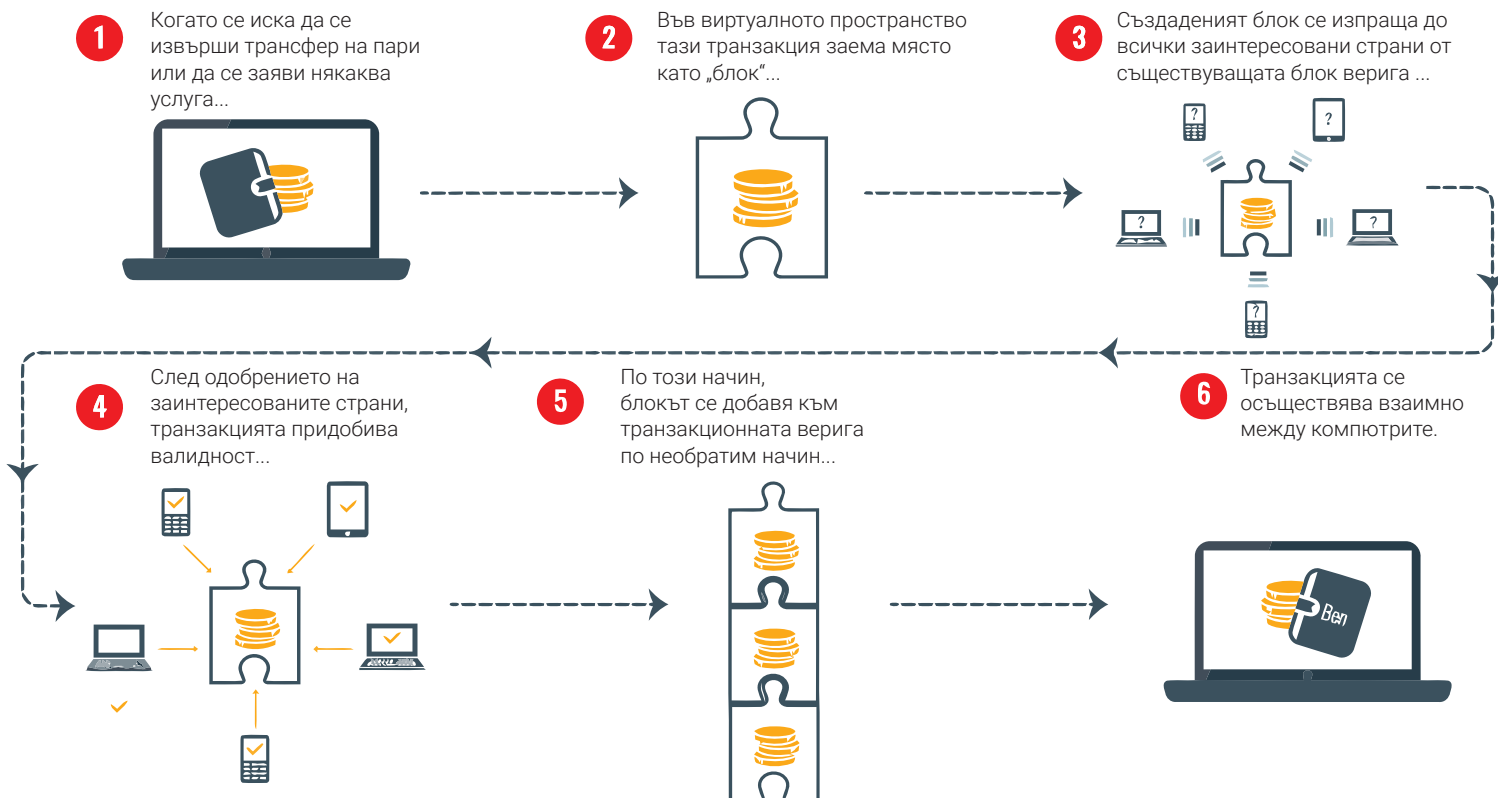 1
Когато се иска да се
извърши трансфер на пари
или да се заяви някаква
услуга...
2
Във виртуалното пространство
тази транзакция заема място
като „блок“...
3
Създаденият блок се изпраща до
всички заинтересовани страни от
съществуващата блок верига ...
?
?
?
?
?
4
След одобрението на
заинтересованите страни,
транзакцията придобива
валидност...
5
По този начин,
блокът се добавя към
транзакционната верига
по необратим начин...
6
Транзакцията се
осъществява взаимно
между компютрите.
Ben